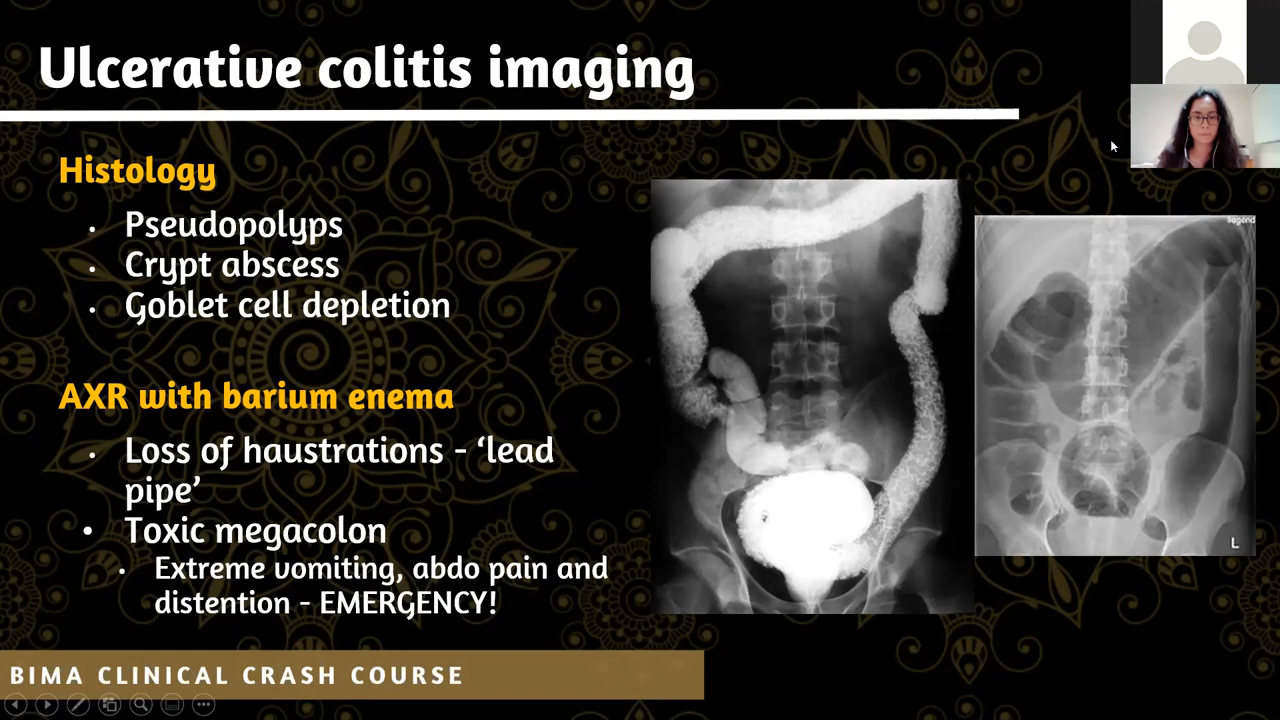 Ulcerative colitis imaging
Histology
• Pseudopolyps
• Crypt abscess
• Goblet cell depletion
AXR with barium enema
• Loss of haustrations - ‘lead
pipe’
• Toxic megacolon
• Extreme vomiting, abdo pain and
distention - EMERGENCY!
legend
L
BIMA CLINICAL CRASH COURSE